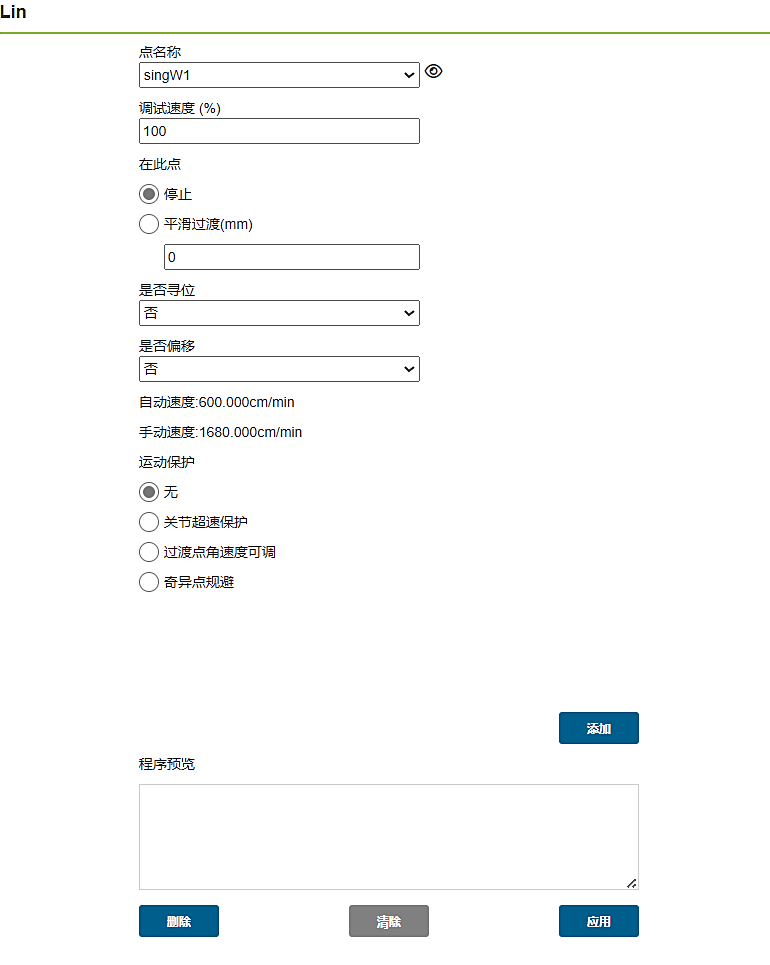 Lin
点名称
singW1
调试速度 (%)
100
在此点
停止
平滑过渡(mm)
0
是否寻位
否
是否偏移
否
自动速度:600.000cm/min
手动速度:1680.000cm/min
运动保护
无
关节超速保护
过渡点角速度可调
奇异点规避
添加
程序预览
删除
清除
应用